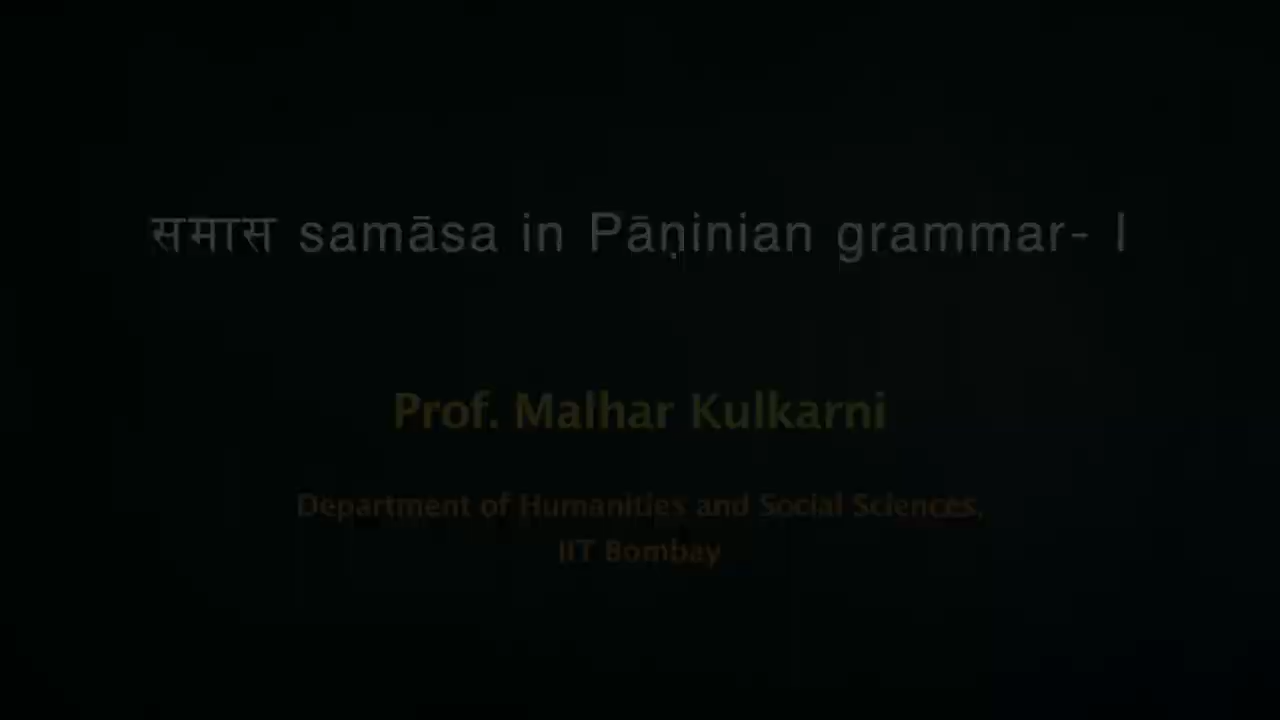 समास samāsa in Pāṇinian grammar- I
Prof. Malhar Kulkarni
Department of Humanities and Social Sciences,
IIT Bombay